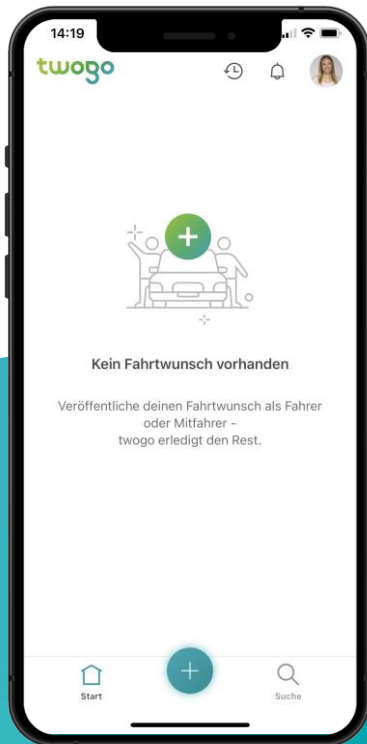 14:19
twogo
Kein Fahrtwunsch vorhanden
Veröffentliche deinen Fahrtwunsch als Fahrer
oder Mitfahrer -
twogo erledigt den Rest.
Start
Suche